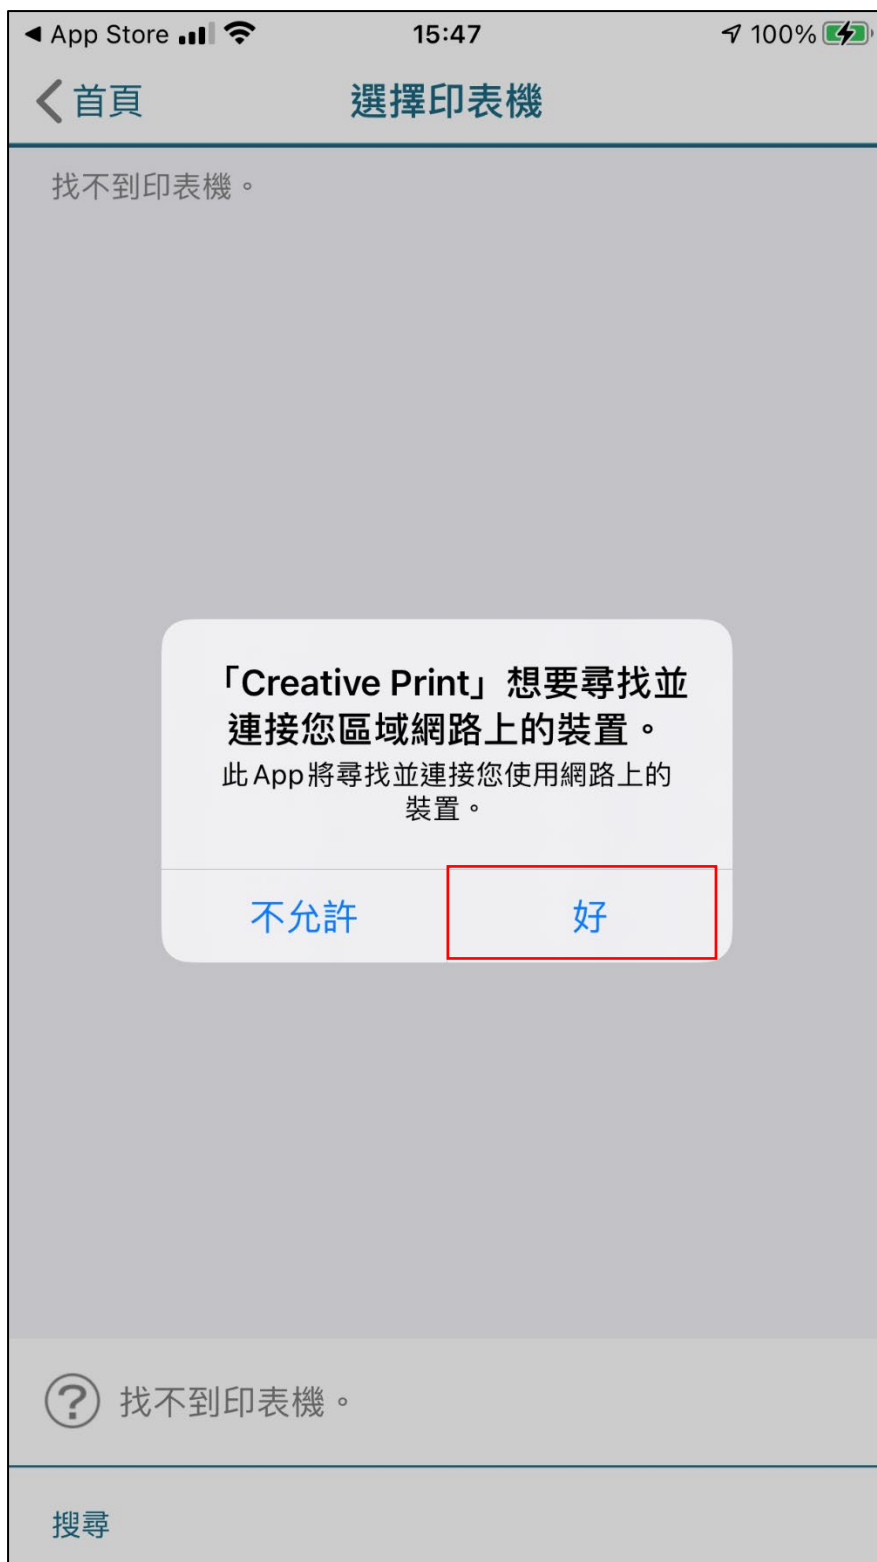 ◀ App Store 15:47 100%
首頁 選擇印表機
找不到印表機。
「Creative Print」想要尋找並
連接您區域網路上的裝置。
此 App 將尋找並連接您使用網路上的
裝置。
不允許 好
? 找不到印表機。
搜尋